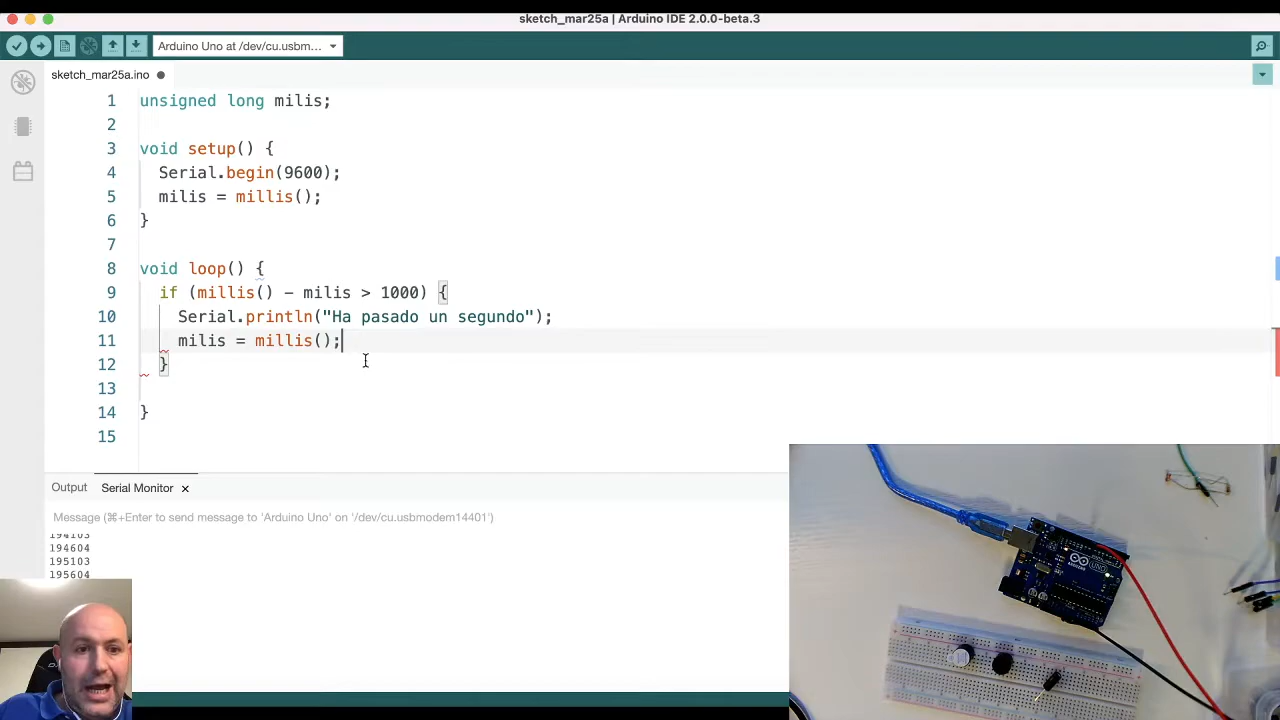 sketch_mar25a | Arduino IDE 2.0.0-beta.3
Arduino Uno at /dev/cu.usbm...
sketch_mar25a.ino
1 unsigned long milis;
2
3 void setup() {
4 Serial.begin(9600);
5 milis = millis();
6 }
7
8 void loop() {
9 if (millis() - milis > 1000) {
10 Serial.println("Ha pasado un segundo");
11 milis = millis();
12 }
13
14 }
15
Output Serial Monitor
Message (⌘+Enter to send message to 'Arduino Uno' on '/dev/cu.usbmodem14401')
194103
194604
195103
195604
UNO
ARDUINO